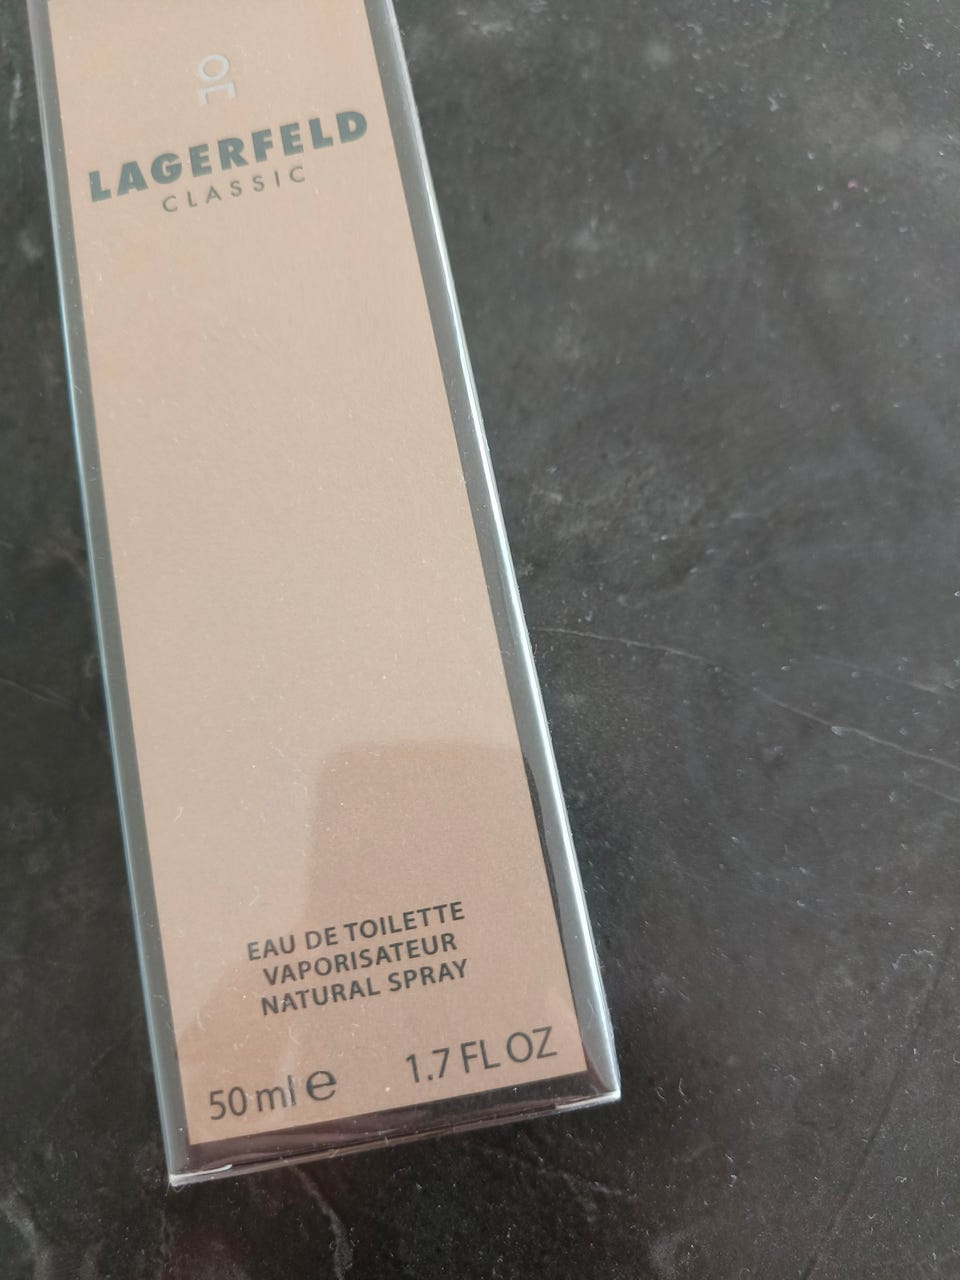 LAGERFELD
CLASSIC
EAU DE TOILETTE
VAPORISATEUR
NATURAL SPRAY
50 ml ℮ 1.7 FL OZ